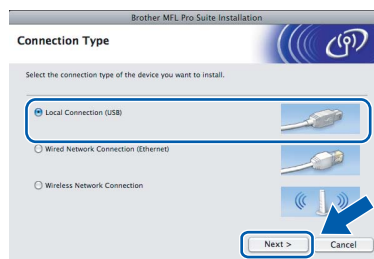 Brother MFL Pro Suite Installation
Connection Type
Select the connection type of the device you want to install.
Local Connection (USB)
Wired Network Connection (Ethernet)
Wireless Network Connection
Next >
Cancel